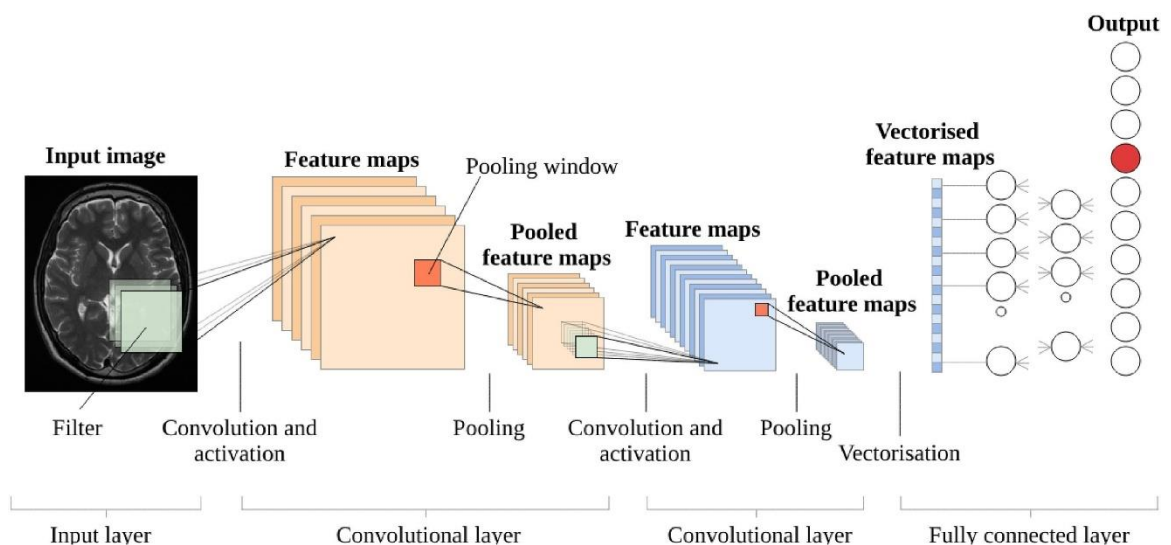 Output
Input image
Feature maps
Pooling window
Pooled
feature maps
Feature maps
Pooled
feature maps
Vectorised
feature maps
Filter
Convolution and
activation
Pooling
Convolution and
activation
Pooling
Vectorisation
Input layer
Convolutional layer
Convolutional layer
Fully connected layer